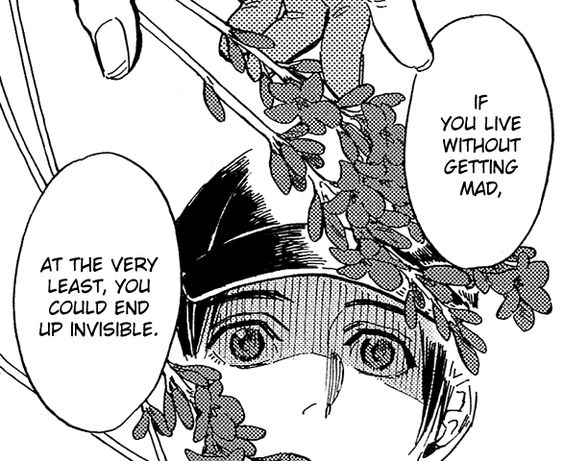 IF
YOU LIVE
WITHOUT
GETTING
MAD,
AT THE VERY
LEAST, YOU
COULD END
UP INVISIBLE.